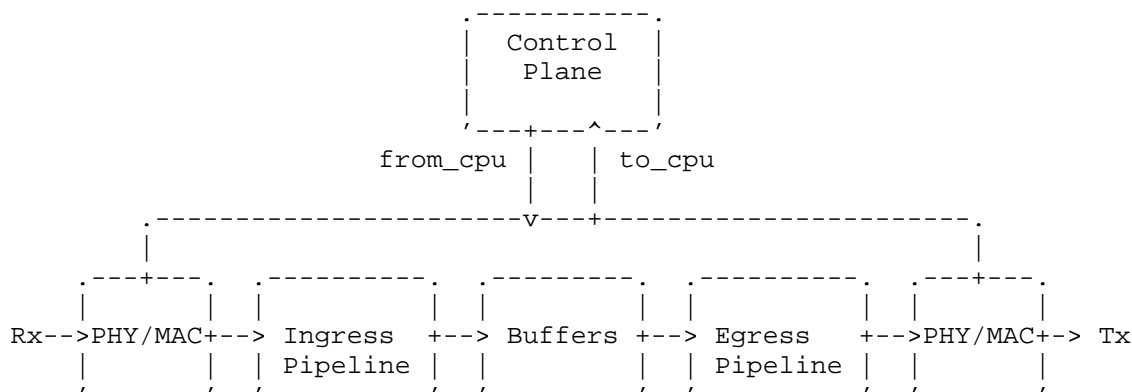 Control
Plane
from_cpu to_cpu
Rx PHY/MAC Ingress Buffers Egress PHY/MAC Tx
Pipeline Pipeline